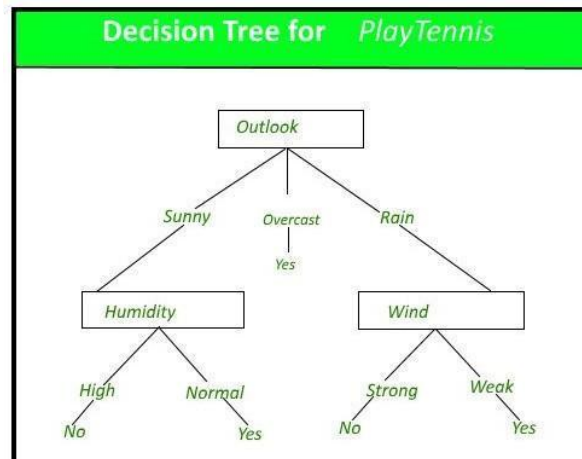 Decision Tree for PlayTennis
Outlook
Sunny Overcast Rain
Yes
Humidity Wind
High Normal Strong Weak
No Yes No Yes